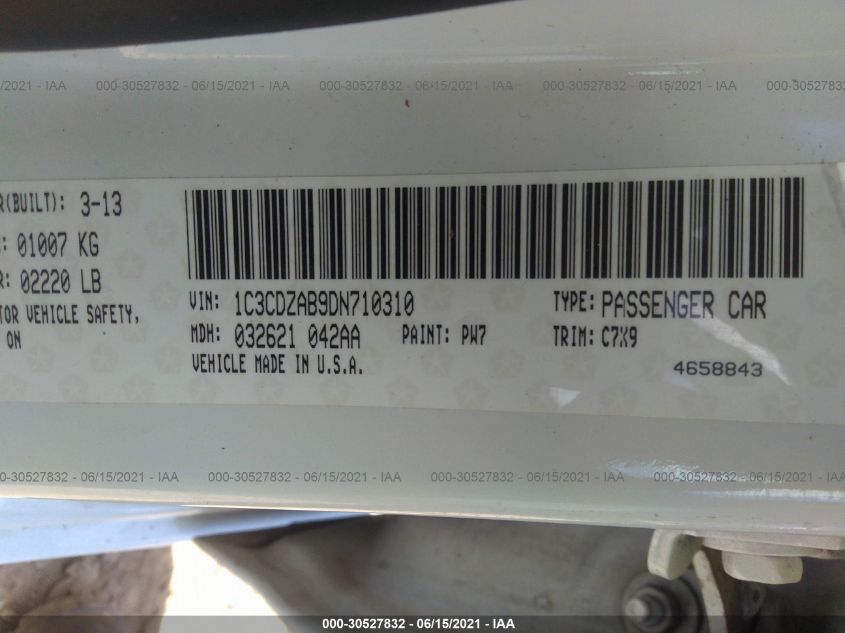 /2021 - IAA 000-30527832 - 06/15/2021 - IAA 000-30527832 - 06/15/2021 - IAA 000-30527832 - 06/15/2021 - IAA 000-30527832
R(BUILT): 3-13
: 01007 KG
R: 02220 LB
TOR VEHICLE SAFETY,
ON
VIN: 1C3CDZAB9DN710310 TYPE: PASSENGER CAR
MDH: 032621 042AA PAINT: PW7 TRIM: C7X9
VEHICLE MADE IN U.S.A. 4658843
0-30527832 - 06/15/2021 - IAA 000-30527832 - 06/15/2021 - IAA 000-30527832 - 06/15/2021 - IAA 000-30527832 - 06/15/2021
000-30527832 - 06/15/2021 - IAA